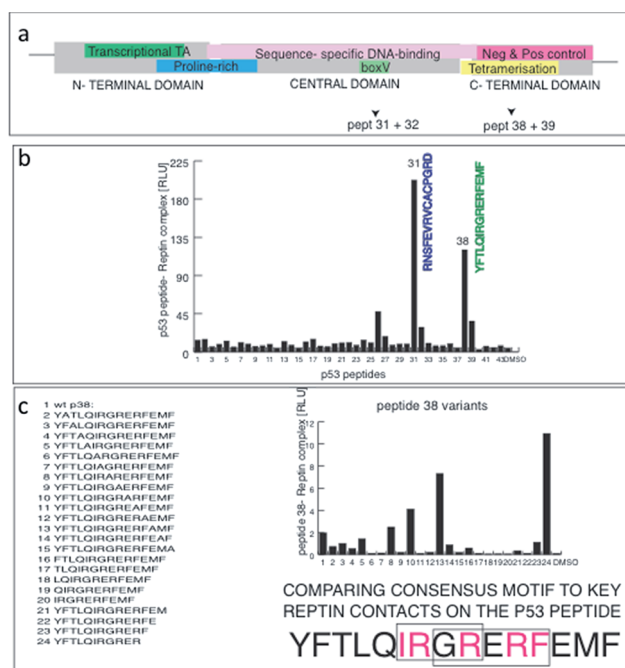 a
Transcriptional TA
Sequence- specific DNA-binding
Neg & Pos control
Proline-rich
boxV
Tetramerisation
N- TERMINAL DOMAIN
CENTRAL DOMAIN
C- TERMINAL DOMAIN
pept 31 + 32
pept 38 + 39
b
p53 peptide- Reptin complex [RLU]
225
180
135
90
45
0
31
RNSFEVRVCACPGRD
38
YFTLQIRGRERFEMF
1 3 5 7 9 11 13 15 17 19 21 23 25 27 29 31 33 35 37 39 41 43 DMSO
p53 peptides
c
1 wt p38:
2 YATLQIRGRERFEMF
3 YFALQIRGRERFEMF
4 YFTAQIRGRERFEMF
5 YFTLAIRGRERFEMF
6 YFTLQARGRERFEMF
7 YFTLQIAGRERFEMF
8 YFTLQIRARERFEMF
9 YFTLQIRGAERFEMF
10 YFTLQIRGRARFEMF
11 YFTLQIRGREAFEMF
12 YFTLQIRGRERAEMF
13 YFTLQIRGRERFAMF
14 YFTLQIRGRERFEAF
15 YFTLQIRGRERFEMA
16 FTLQIRGRERFEMF
17 TLQIRGRERFEMF
18 LQIRGRERFEMF
19 QIRGRERFEMF
20 IRGRERFEMF
21 YFTLQIRGRERFEM
22 YFTLQIRGRERFE
23 YFTLQIRGRERF
24 YFTLQIRGRER
peptide 38 variants
peptide 38- Reptin complex [RLU]
12
10
8
6
4
2
0
1 2 3 4 5 6 7 8 9 10 11 12 13 14 15 16 17 18 19 20 21 22 23 24 DMSO
COMPARING CONSENSUS MOTIF TO KEY
REPTIN CONTACTS ON THE P53 PEPTIDE
YFTLQIRGRERFEMF